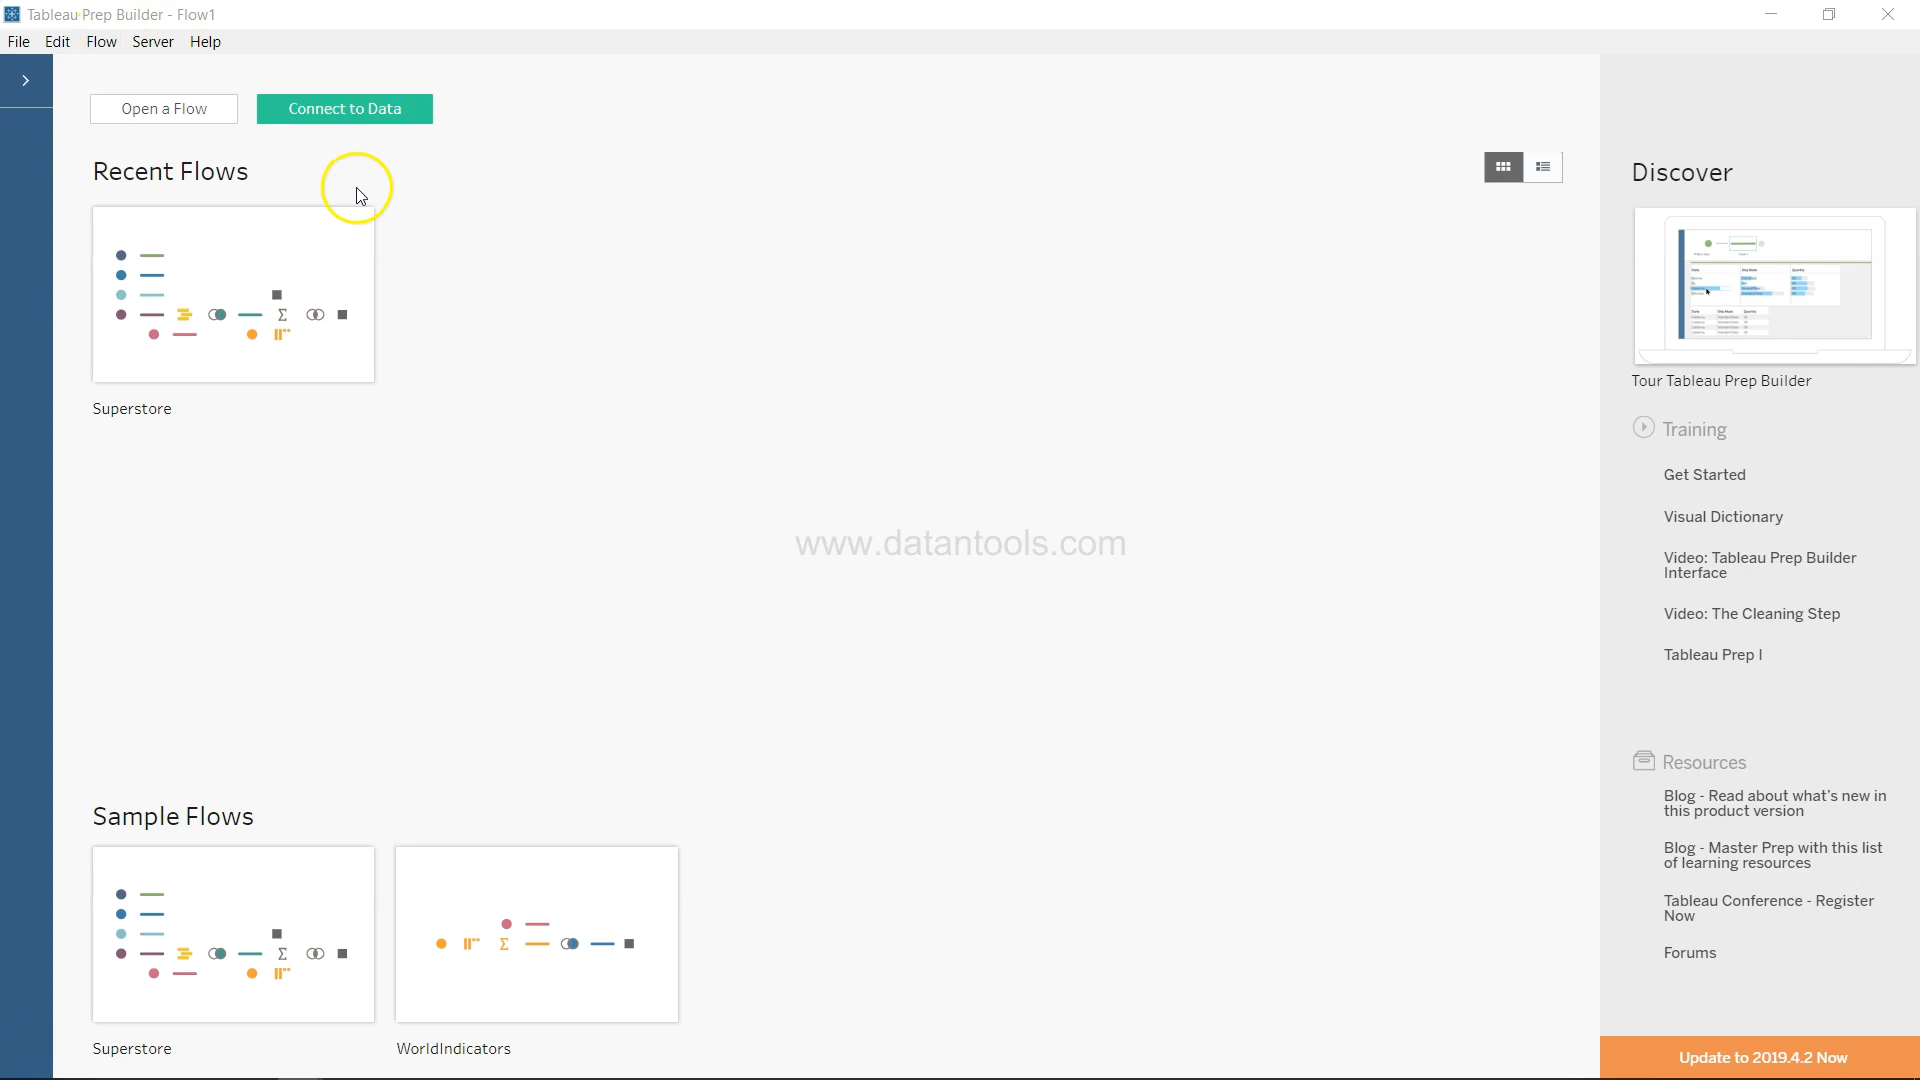 Tableau Prep Builder - Flow1
File Edit Flow Server Help
Open a Flow
Connect to Data
Recent Flows
Superstore
www.datantools.com
Sample Flows
Superstore
WorldIndicators
Discover
Tour Tableau Prep Builder
Training
Get Started
Visual Dictionary
Video: Tableau Prep Builder
Interface
Video: The Cleaning Step
Tableau Prep I
Resources
Blog - Read about what's new in
this product version
Blog - Master Prep with this list
of learning resources
Tableau Conference - Register
Now
Forums
Update to 2019.4.2 Now